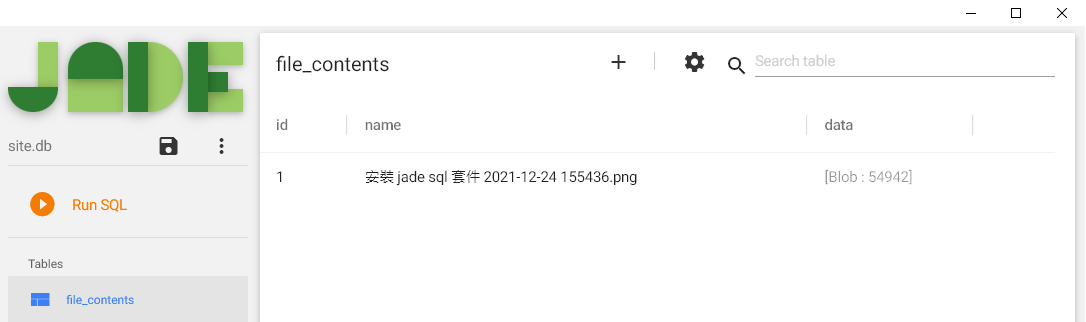 JADE
file_contents
Search table
site.db
id name data
1 安裝 jade sql 套件 2021-12-24 155436.png [Blob : 54942]
Run SQL
Tables
file_contents